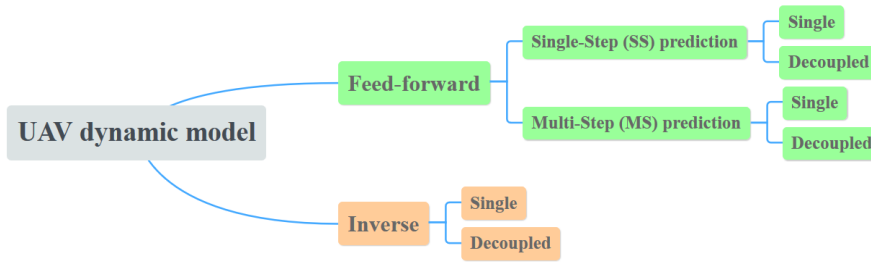 UAV dynamic model
Feed-forward
Single-Step (SS) prediction
Single
Decoupled
Multi-Step (MS) prediction
Single
Decoupled
Inverse
Single
Decoupled